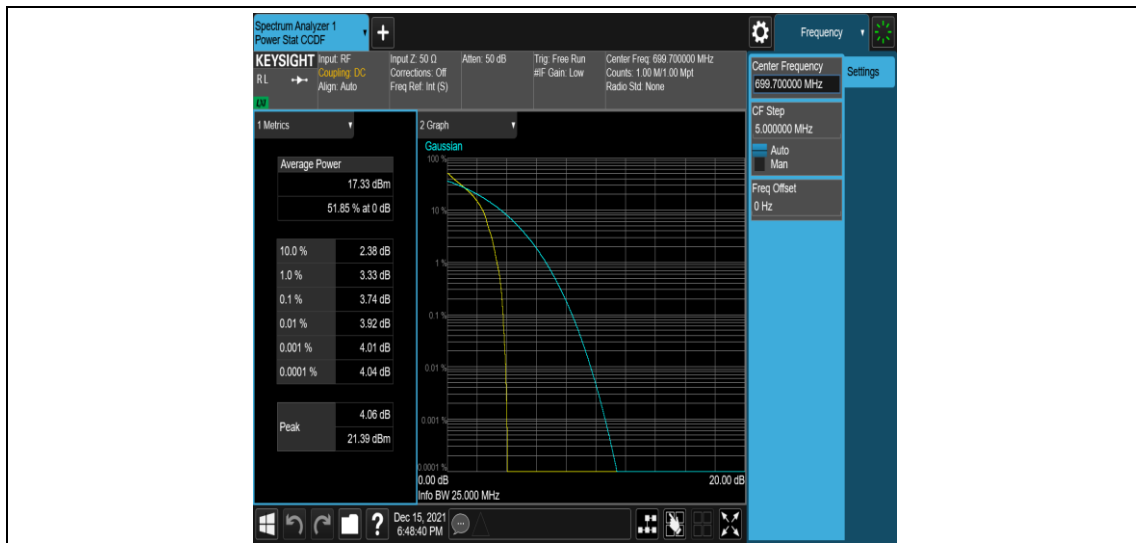 Spectrum Analyzer 1
Power Stat CCDF
Frequency
KEYSIGHT
R L
LXI
Input: RF
Coupling: DC
Align: Auto
Input Z: 50 Ω
Corrections: Off
Freq Ref: Int (S)
Atten: 50 dB
Trig: Free Run
#IF Gain: Low
Center Freq: 699.700000 MHz
Counts: 1.00 M/1.00 Mpt
Radio Std: None
Center Frequency
699.700000 MHz
Settings
CF Step
5.000000 MHz
Auto
Man
Freq Offset
0 Hz
1 Metrics
Average Power
17.33 dBm
51.85 % at 0 dB
10.0 % 2.38 dB
1.0 % 3.33 dB
0.1 % 3.74 dB
0.01 % 3.92 dB
0.001 % 4.01 dB
0.0001 % 4.04 dB
Peak
4.06 dB
21.39 dBm
2 Graph
Gaussian
100 %
10 %
1 %
0.1 %
0.01 %
0.001 %
0.0001 %
0.00 dB 20.00 dB
Info BW 25.000 MHz
?
Dec 15, 2021
6:48:40 PM